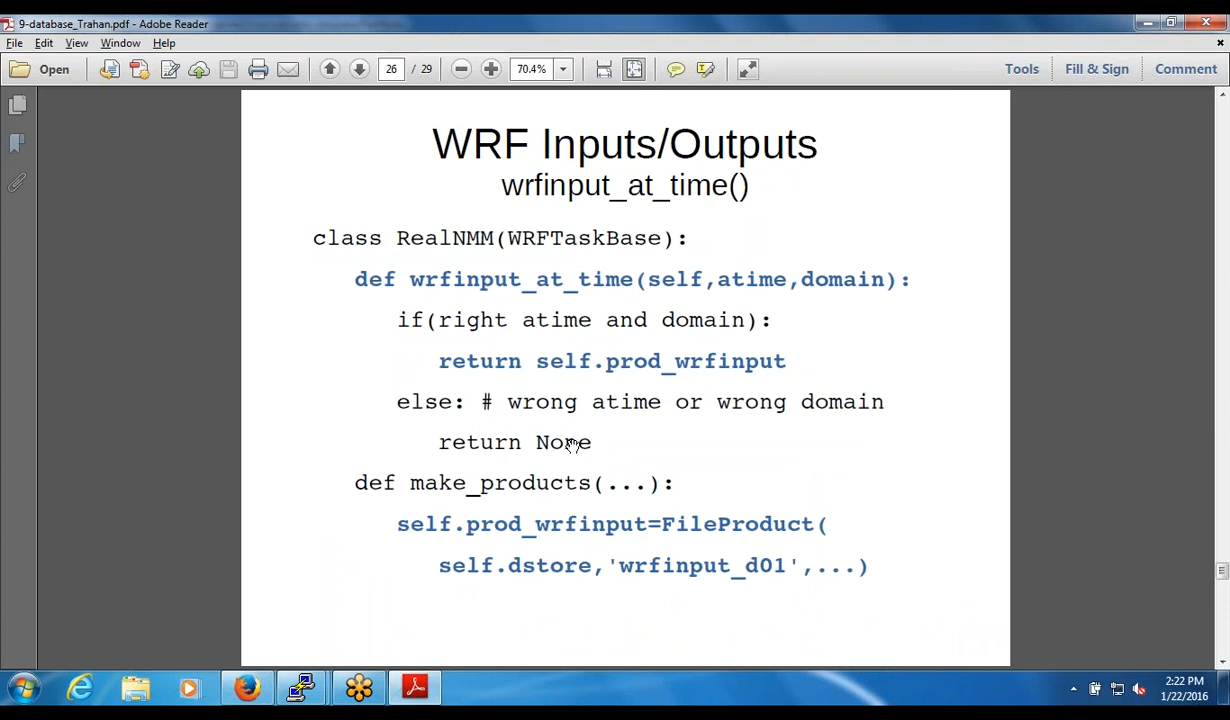 9-database_Trahan.pdf - Adobe Reader
File Edit View Window Help
Open 26 / 29 70.4% Tools Fill & Sign Comment
WRF Inputs/Outputs
wrfinput_at_time()
class RealNMM(WRFTaskBase):
def wrfinput_at_time(self,atime,domain):
if(right atime and domain):
return self.prod_wrfinput
else: # wrong atime or wrong domain
return None
def make_products(...):
self.prod_wrfinput=FileProduct(
self.dstore,'wrfinput_d01',...)
2:22 PM
1/22/2016